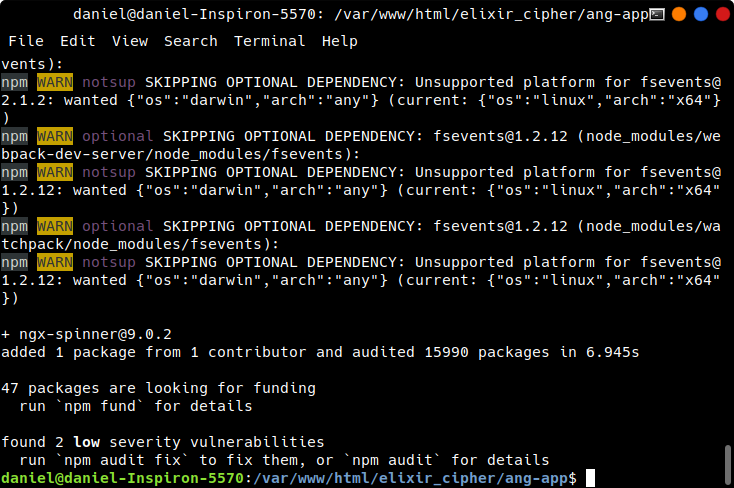 daniel@daniel-Inspiron-5570: /var/www/html/elixir_cipher/ang-app
File Edit View Search Terminal Help
vents):
npm WARN notsup SKIPPING OPTIONAL DEPENDENCY: Unsupported platform for fsevents@
2.1.2: wanted {"os":"darwin","arch":"any"} (current: {"os":"linux","arch":"x64"}
)
npm WARN optional SKIPPING OPTIONAL DEPENDENCY: fsevents@1.2.12 (node_modules/we
bpack-dev-server/node_modules/fsevents):
npm WARN notsup SKIPPING OPTIONAL DEPENDENCY: Unsupported platform for fsevents@
1.2.12: wanted {"os":"darwin","arch":"any"} (current: {"os":"linux","arch":"x64"
})
npm WARN optional SKIPPING OPTIONAL DEPENDENCY: fsevents@1.2.12 (node_modules/wa
tchpack/node_modules/fsevents):
npm WARN notsup SKIPPING OPTIONAL DEPENDENCY: Unsupported platform for fsevents@
1.2.12: wanted {"os":"darwin","arch":"any"} (current: {"os":"linux","arch":"x64"
})
+ ngx-spinner@9.0.2
added 1 package from 1 contributor and audited 15990 packages in 6.945s
47 packages are looking for funding
run `npm fund` for details
found 2 low severity vulnerabilities
run `npm audit fix` to fix them, or `npm audit` for details
daniel@daniel-Inspiron-5570:/var/www/html/elixir_cipher/ang-app$